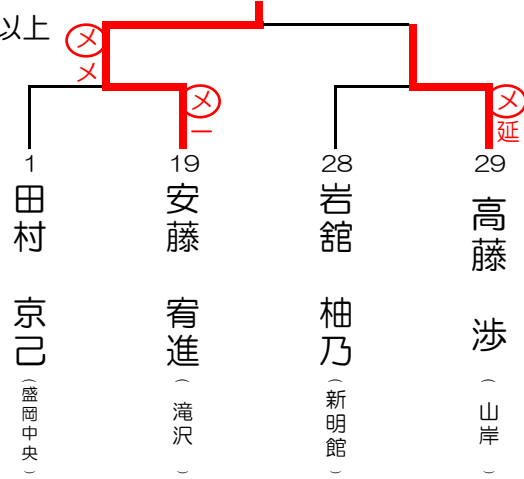 以上
メ
メ
メ
一
メ
延
1
19
28
29
田村 京己
安藤 宥進
岩舘 柚乃
高藤 渉
(盛岡中央)
(滝沢)
(新明館)
(山岸)